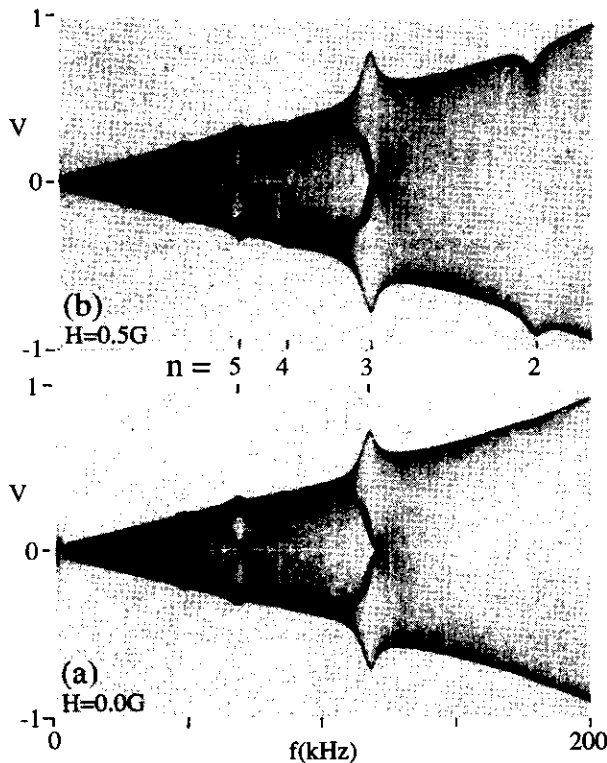 1
V
0
(b)
H=0.5G
-1
n = 5 4 3 2
1
V
0
(a)
H=0.0G
-1
0 f(kHz) 200